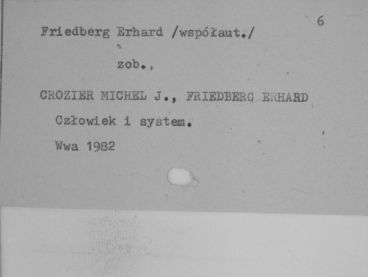 6
Friedberg Erhard /współaut./
zob.,
CROZIER MICHEL J., FRIEDBERG ERHARD
Człowiek i system.
Wwa 1982